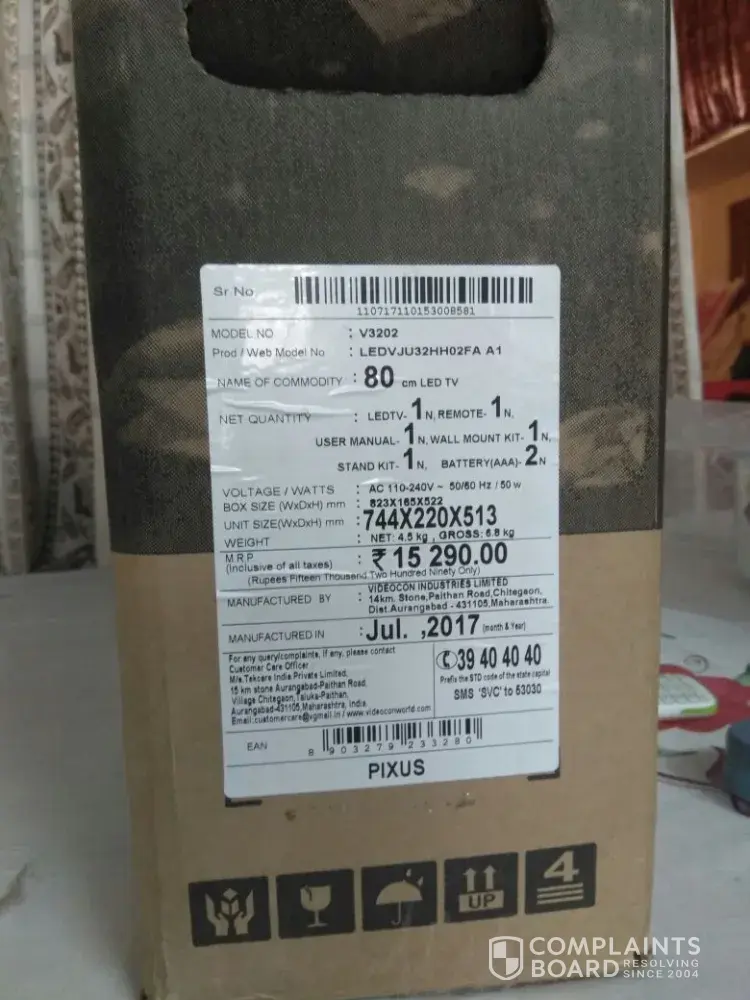 Sr No
110717110153008581
MODEL NO : V3202
Prod / Web Model No : LEDVJU32HH02FA A1
NAME OF COMMODITY : 80 cm LED TV
NET QUANTITY : LEDTV- 1N, REMOTE- 1N,
USER MANUAL- 1N, WALL MOUNT KIT- 1N,
STAND KIT- 1N, BATTERY(AAA)- 2N
VOLTAGE / WATTS : AC 110-240V ~ 50/60 Hz / 50 w
BOX SIZE (WxDxH) mm : 823X165X522
UNIT SIZE(WxDxH) mm : 744X220X513
WEIGHT : NET: 4.5 kg , GROSS: 6.8 kg
M.R.P : ₹ 15 290.00
(Inclusive of all taxes)
(Rupees Fifteen Thousand Two Hundred Ninety Only)
MANUFACTURED BY : VIDEOCON INDUSTRIES LIMITED
14km. Stone,Paithan Road,Chitegaon,
Dist.Aurangabad - 431105,Maharashtra.
MANUFACTURED IN : Jul. ,2017 (month & Year)
For any query/complaints, if any, please contact
Customer Care Officer
M/s.Tekcare India Private Limited.
15 km stone Aurangabad-Paithan Road,
Village Chitegaon, Taluka-Paithan,
Aurangabad-431105, Maharashtra, India.
Email:customercare@vgmail.in / www.videoconworld.com
39 40 40 40
Prefix the STD code of the state capital
SMS 'SVC' to 53030
EAN
8 903279 233280
PIXUS
UP
4
COMPLAINTS
BOARD RESOLVING
SINCE 2004